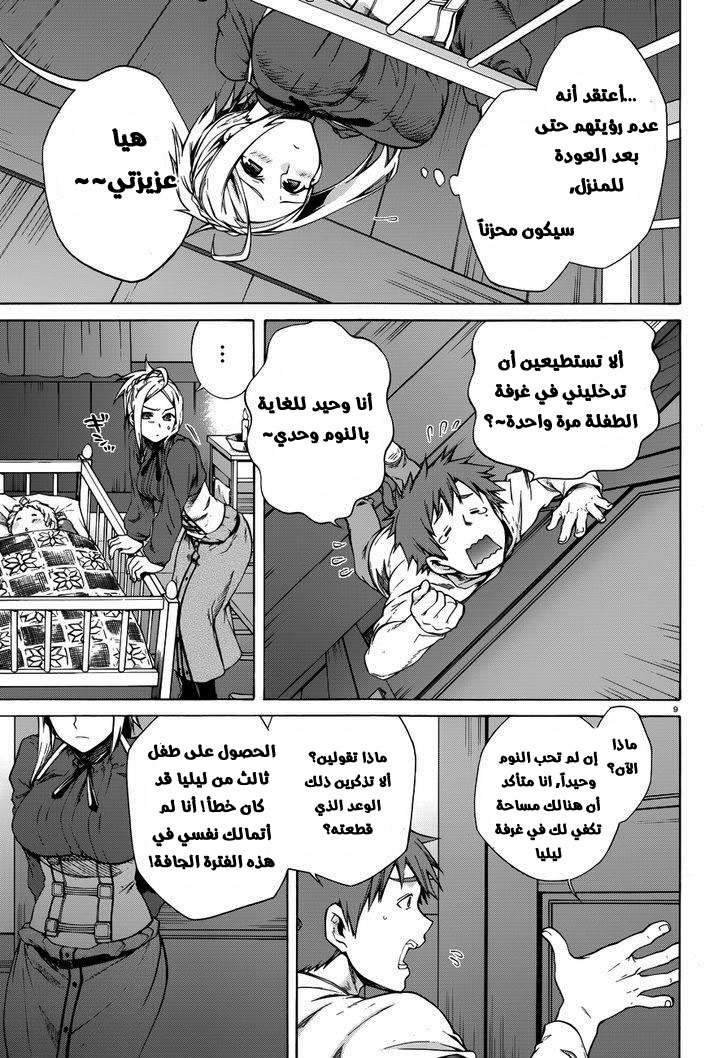 ...أعتقد أنه
عدم رؤيتهم حتى
بعد العودة
للمنزل,
سيكون محزناً
هيا
عزيزتي~~
ألا تستطيعين أن
تدخليني في غرفة
الطفلة مرة واحدة~؟
أنا وحيد للغاية
بالنوم وحدي~
...
9
ماذا
الآن؟
إن لم تحب النوم
وحيداً, انا متأكد
أن هنالك مساحة
تكفي لك في غرفة
ليليا
ماذا تقولين؟
ألا تذكرين ذلك
الوعد الذي
قطعته؟
الحصول على طفل
ثالث من ليليا قد
كان خطأ! أنا لم
أتمالك نفسي في
هذه الفترة الجافة!